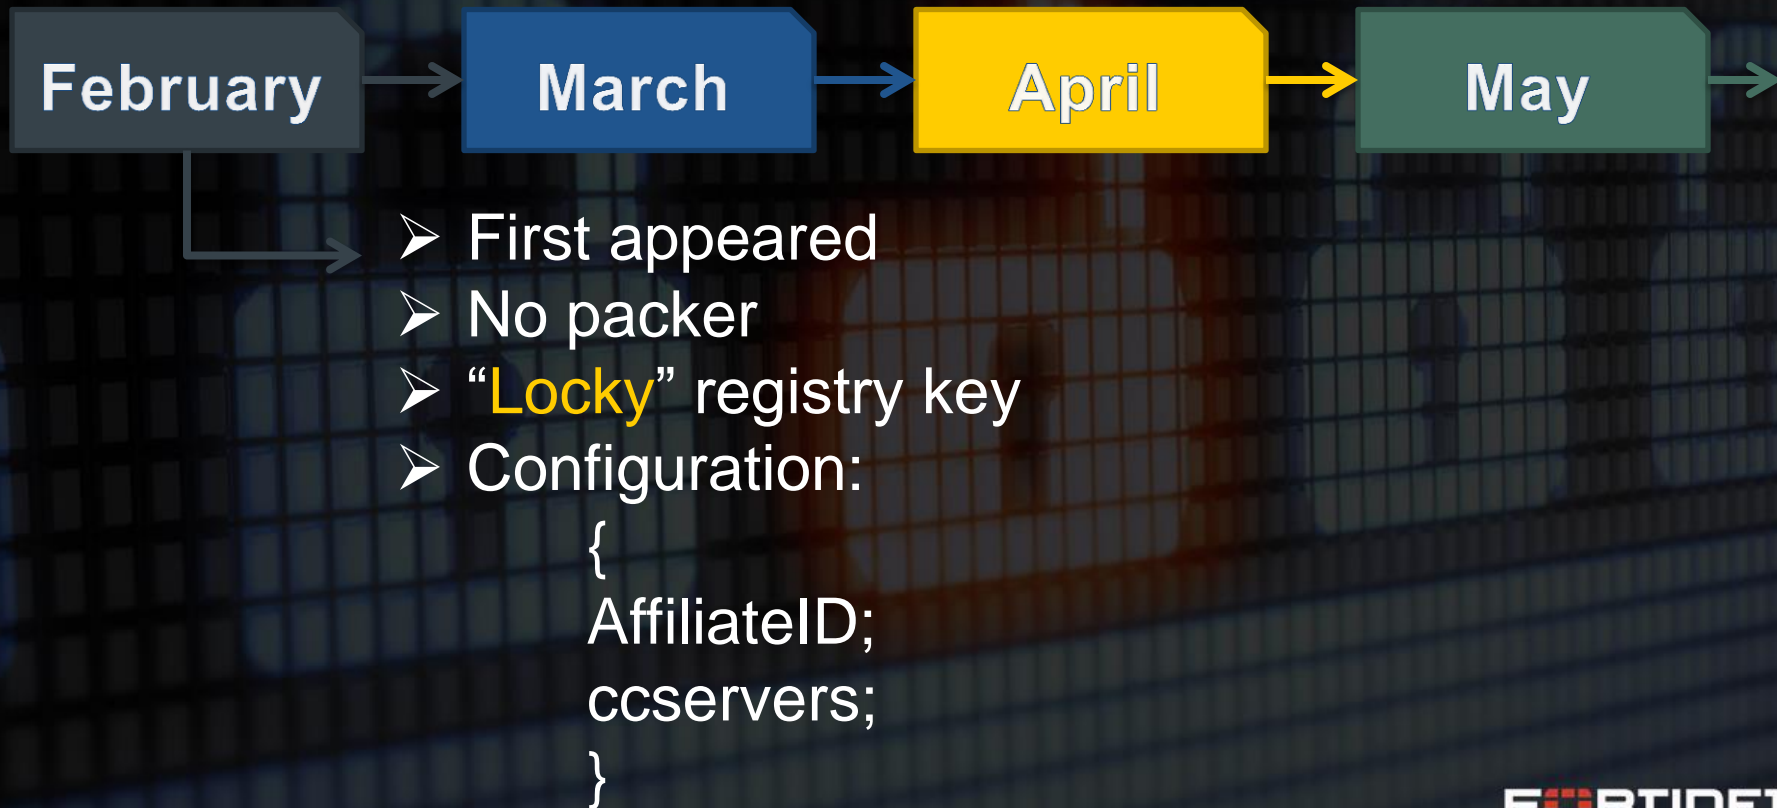 February
March
April
May
➢ First appeared
➢ No packer
➢ “Locky” registry key
➢ Configuration:
{
AffiliateID;
ccservers;
}